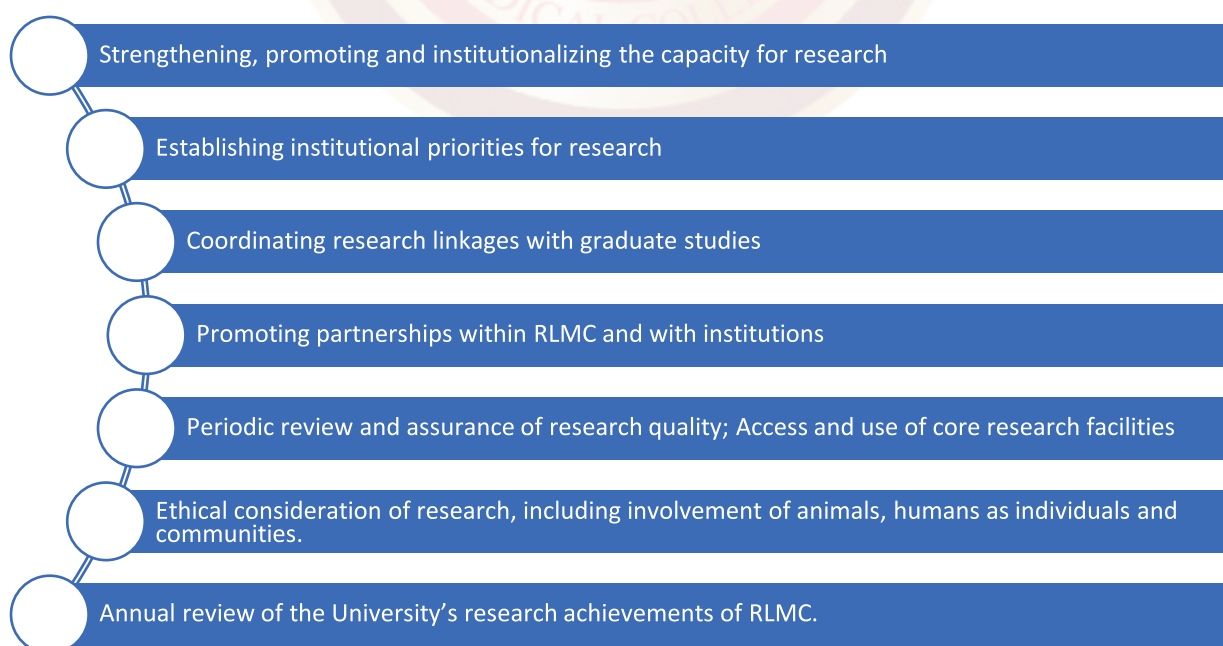 DICAL COLL
Strengthening, promoting and institutionalizing the capacity for research
Establishing institutional priorities for research
Coordinating research linkages with graduate studies
Promoting partnerships within RLMC and with institutions
Periodic review and assurance of research quality; Access and use of core research facilities
Ethical consideration of research, including involvement of animals, humans as individuals and
communities.
Annual review of the University’s research achievements of RLMC.